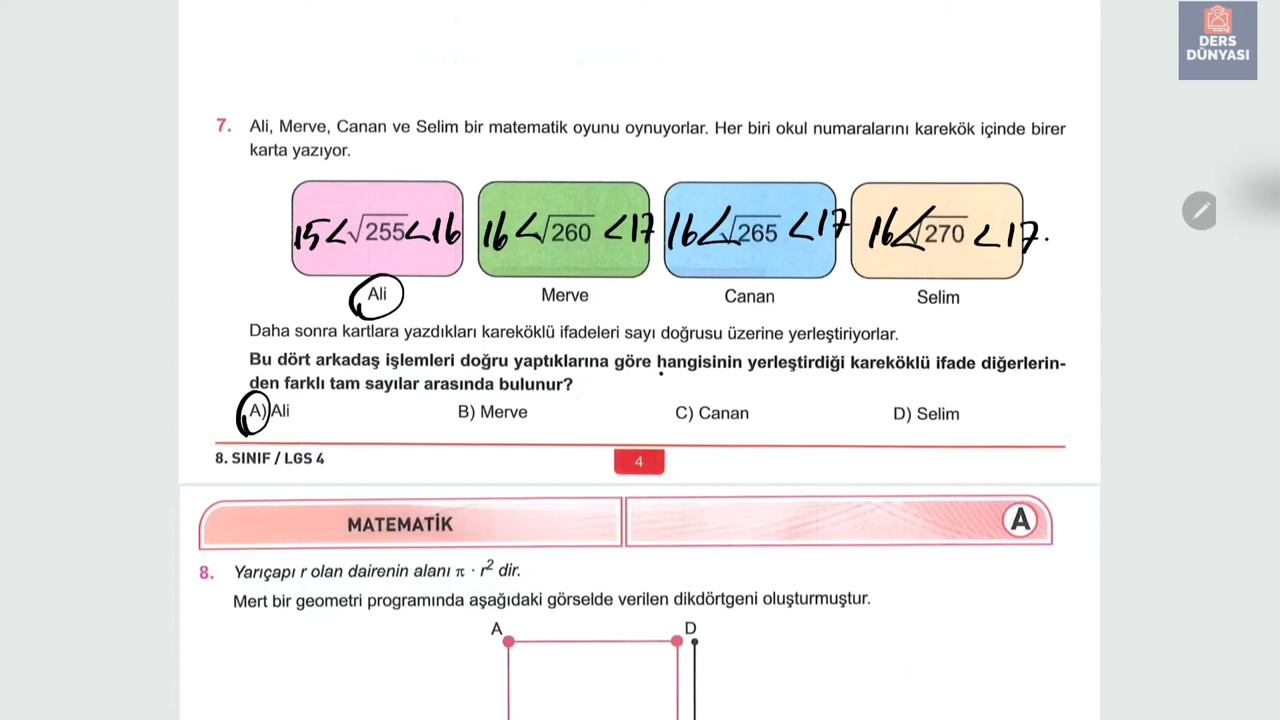 DERS
DÜNYASI
7. Ali, Merve, Canan ve Selim bir matematik oyunu oynuyorlar. Her biri okul numaralarını karekök içinde birer
karta yazıyor.
15<√255<16 16<√260<17 16<√265<17 16<√270<17.
Ali Merve Canan Selim
Daha sonra kartlara yazdıkları kareköklü ifadeleri sayı doğrusu üzerine yerleştiriyorlar.
Bu dört arkadaş işlemleri doğru yaptıklarına göre hangisinin yerleştirdiği kareköklü ifade diğerlerin-
den farklı tam sayılar arasında bulunur?
A) Ali B) Merve C) Canan D) Selim
8. SINIF / LGS 4 4
MATEMATİK A
8. Yarıçapı r olan dairenin alanı π · r² dir.
Mert bir geometri programında aşağıdaki görselde verilen dikdörtgeni oluşturmuştur.
A D